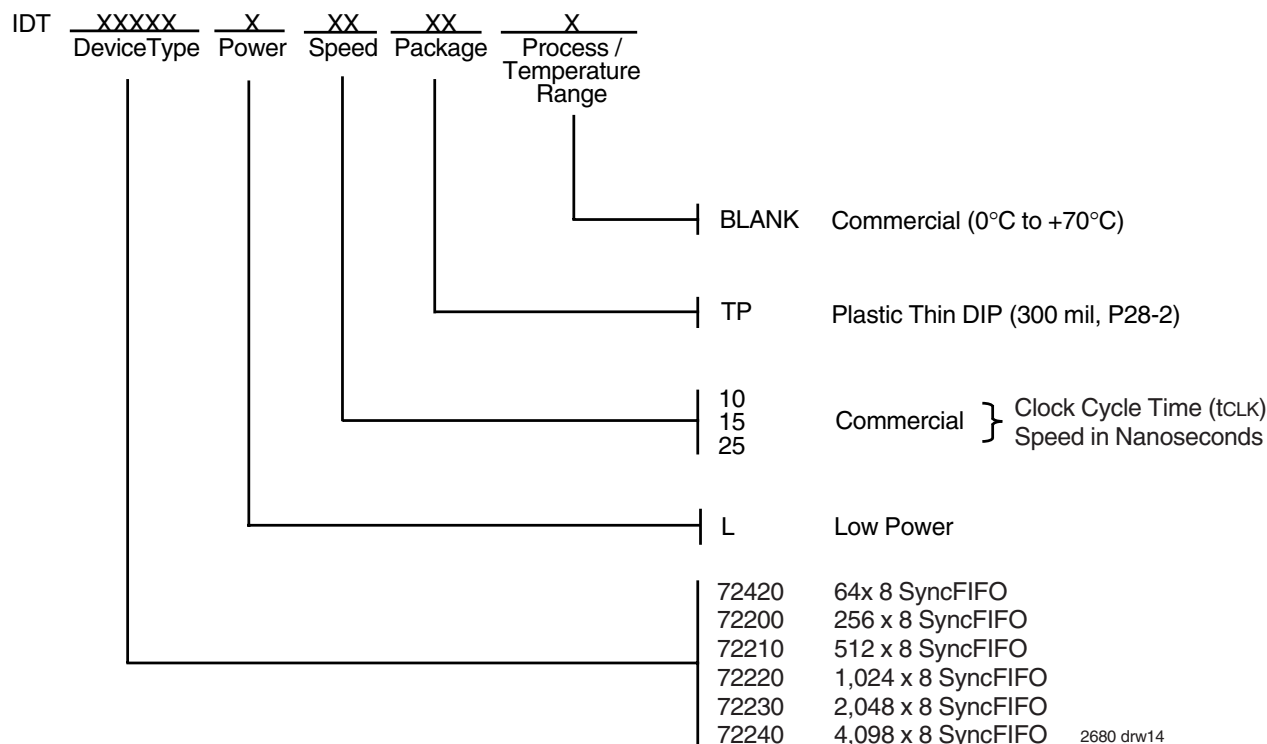 IDT XXXXX X XX XX X
DeviceType Power Speed Package Process /
Temperature
Range
BLANK Commercial (0°C to +70°C)
TP Plastic Thin DIP (300 mil, P28-2)
10
15
25
Commercial } Clock Cycle Time (tCLK)
Speed in Nanoseconds
L Low Power
72420 64x 8 SyncFIFO
72200 256 x 8 SyncFIFO
72210 512 x 8 SyncFIFO
72220 1,024 x 8 SyncFIFO
72230 2,048 x 8 SyncFIFO
72240 4,098 x 8 SyncFIFO 2680 drw14